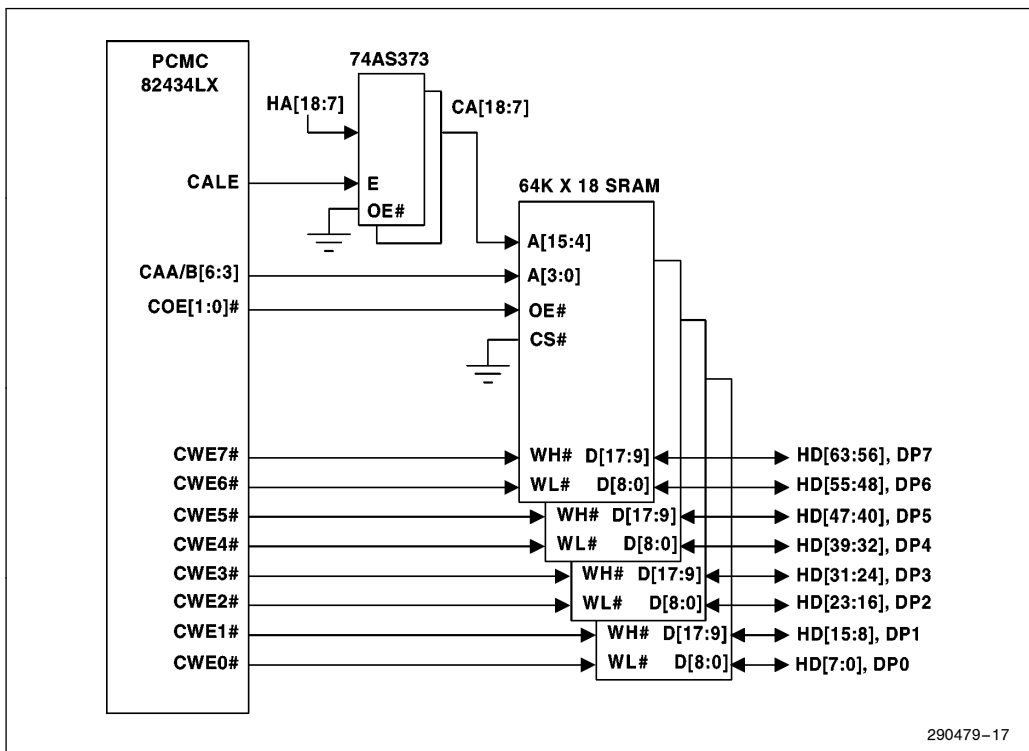 PCMC
82434LX
74AS373
HA[18:7]
CA[18:7]
CALE
E
OE#
64K X 18 SRAM
A[15:4]
CAA/B[6:3]
A[3:0]
COE[1:0]#
OE#
CS#
CWE7#
WH# D[17:9]
HD[63:56], DP7
CWE6#
WL# D[8:0]
HD[55:48], DP6
CWE5#
WH# D[17:9]
HD[47:40], DP5
CWE4#
WL# D[8:0]
HD[39:32], DP4
CWE3#
WH# D[17:9]
HD[31:24], DP3
CWE2#
WL# D[8:0]
HD[23:16], DP2
CWE1#
WH# D[17:9]
HD[15:8], DP1
CWE0#
WL# D[8:0]
HD[7:0], DP0
290479-17